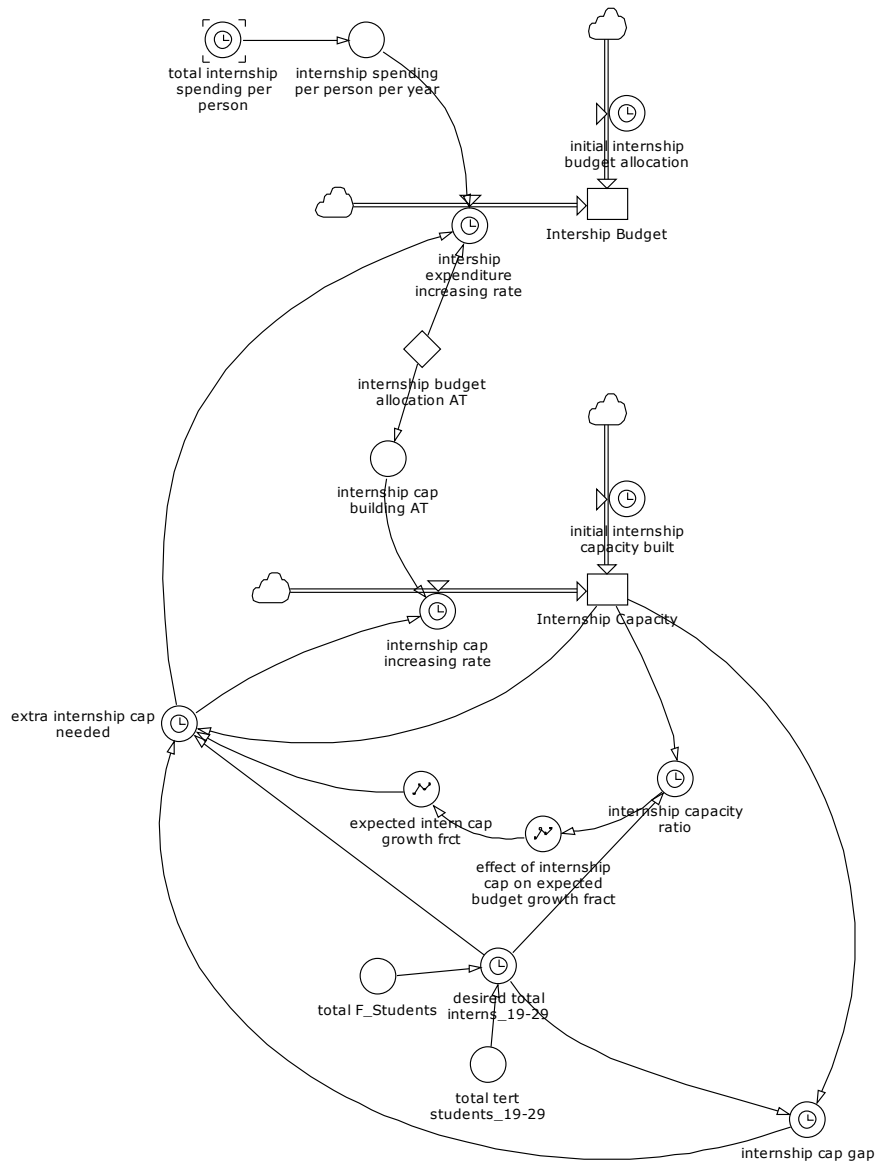 total internship
spending per
person
internship spending
per person per year
initial internship
budget allocation
Intership Budget
intership
expenditure
increasing rate
internship budget
allocation AT
internship cap
building AT
initial internship
capacity built
Internship Capacity
internship cap
increasing rate
extra internship cap
needed
internship capacity
ratio
expected intern cap
growth frct
effect of internship
cap on expected
budget growth fract
total F_Students
desired total
interns_19-29
total tert
students_19-29
internship cap gap